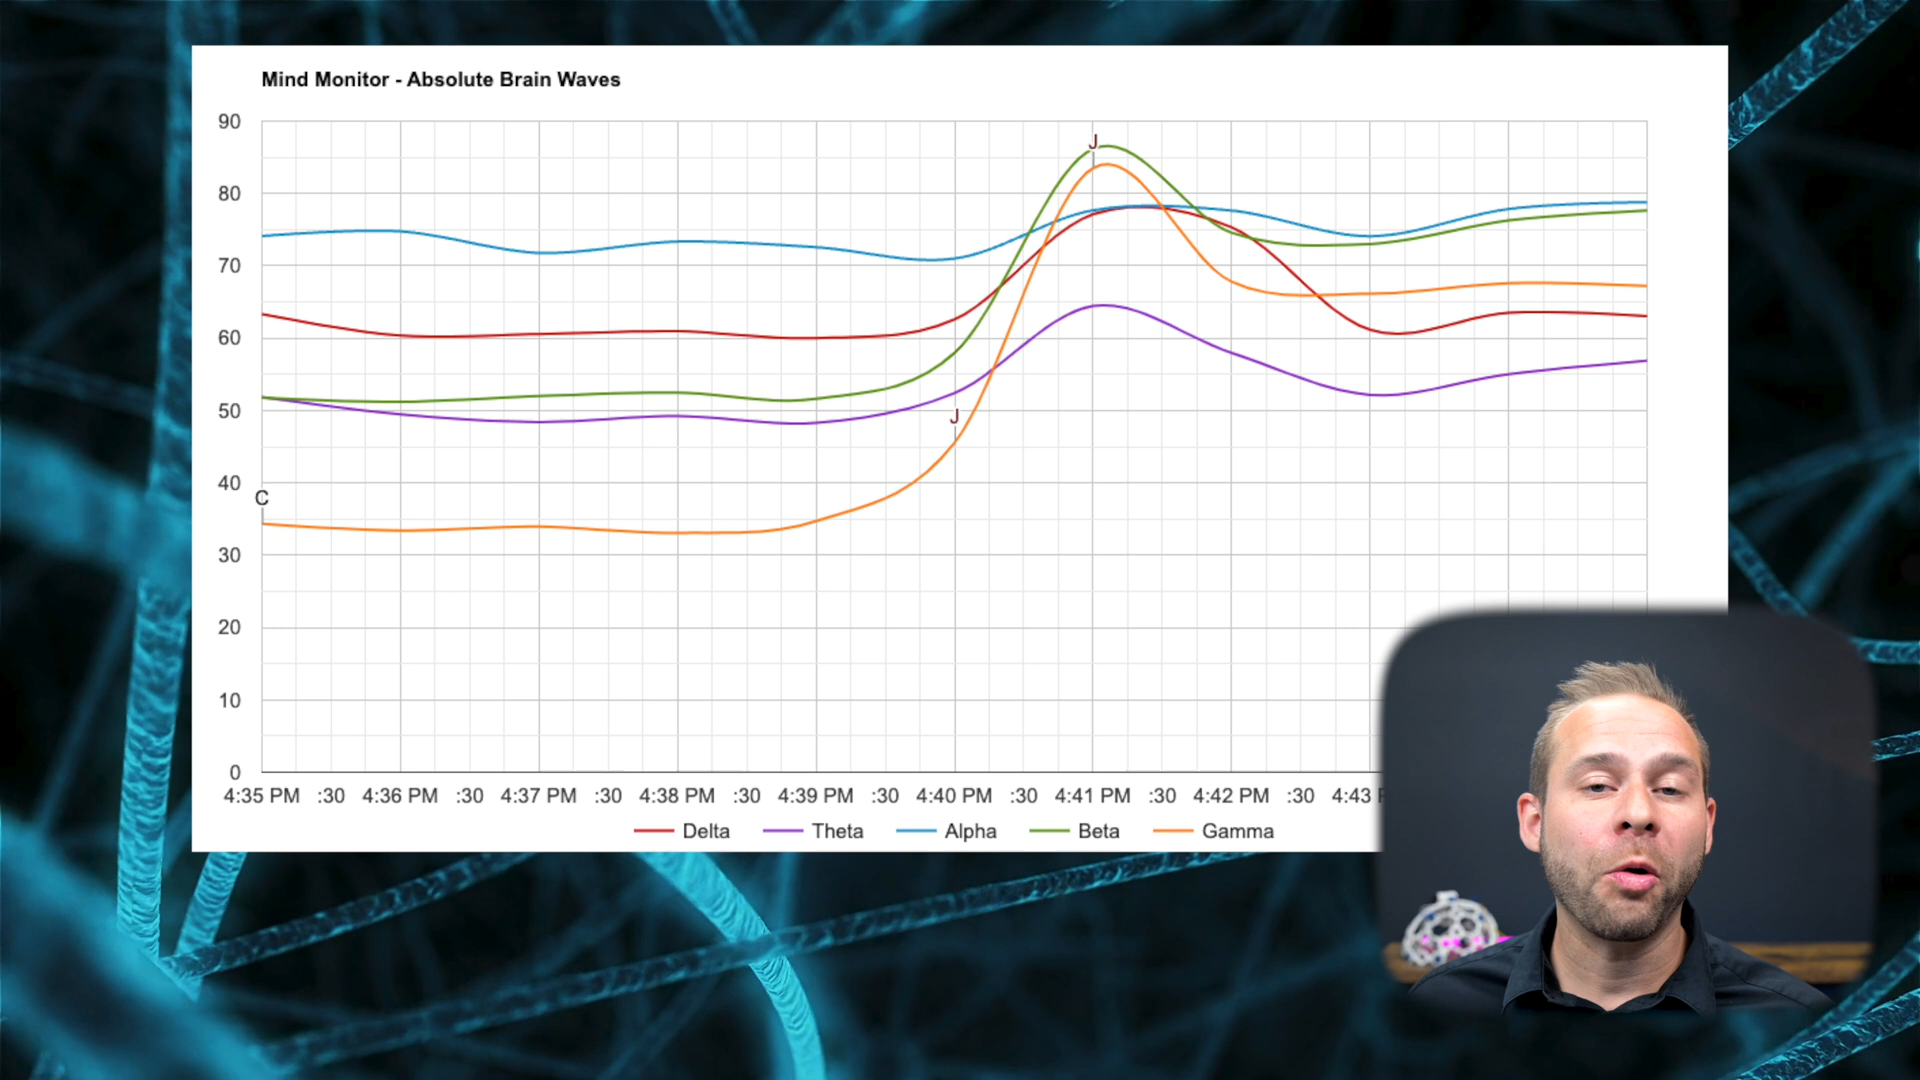 Mind Monitor - Absolute Brain Waves
90
80
70
60
50
40
30
20
10
0
J
J
C
4:35 PM :30 4:36 PM :30 4:37 PM :30 4:38 PM :30 4:39 PM :30 4:40 PM :30 4:41 PM :30 4:42 PM :30 4:43
Delta Theta Alpha Beta Gamma